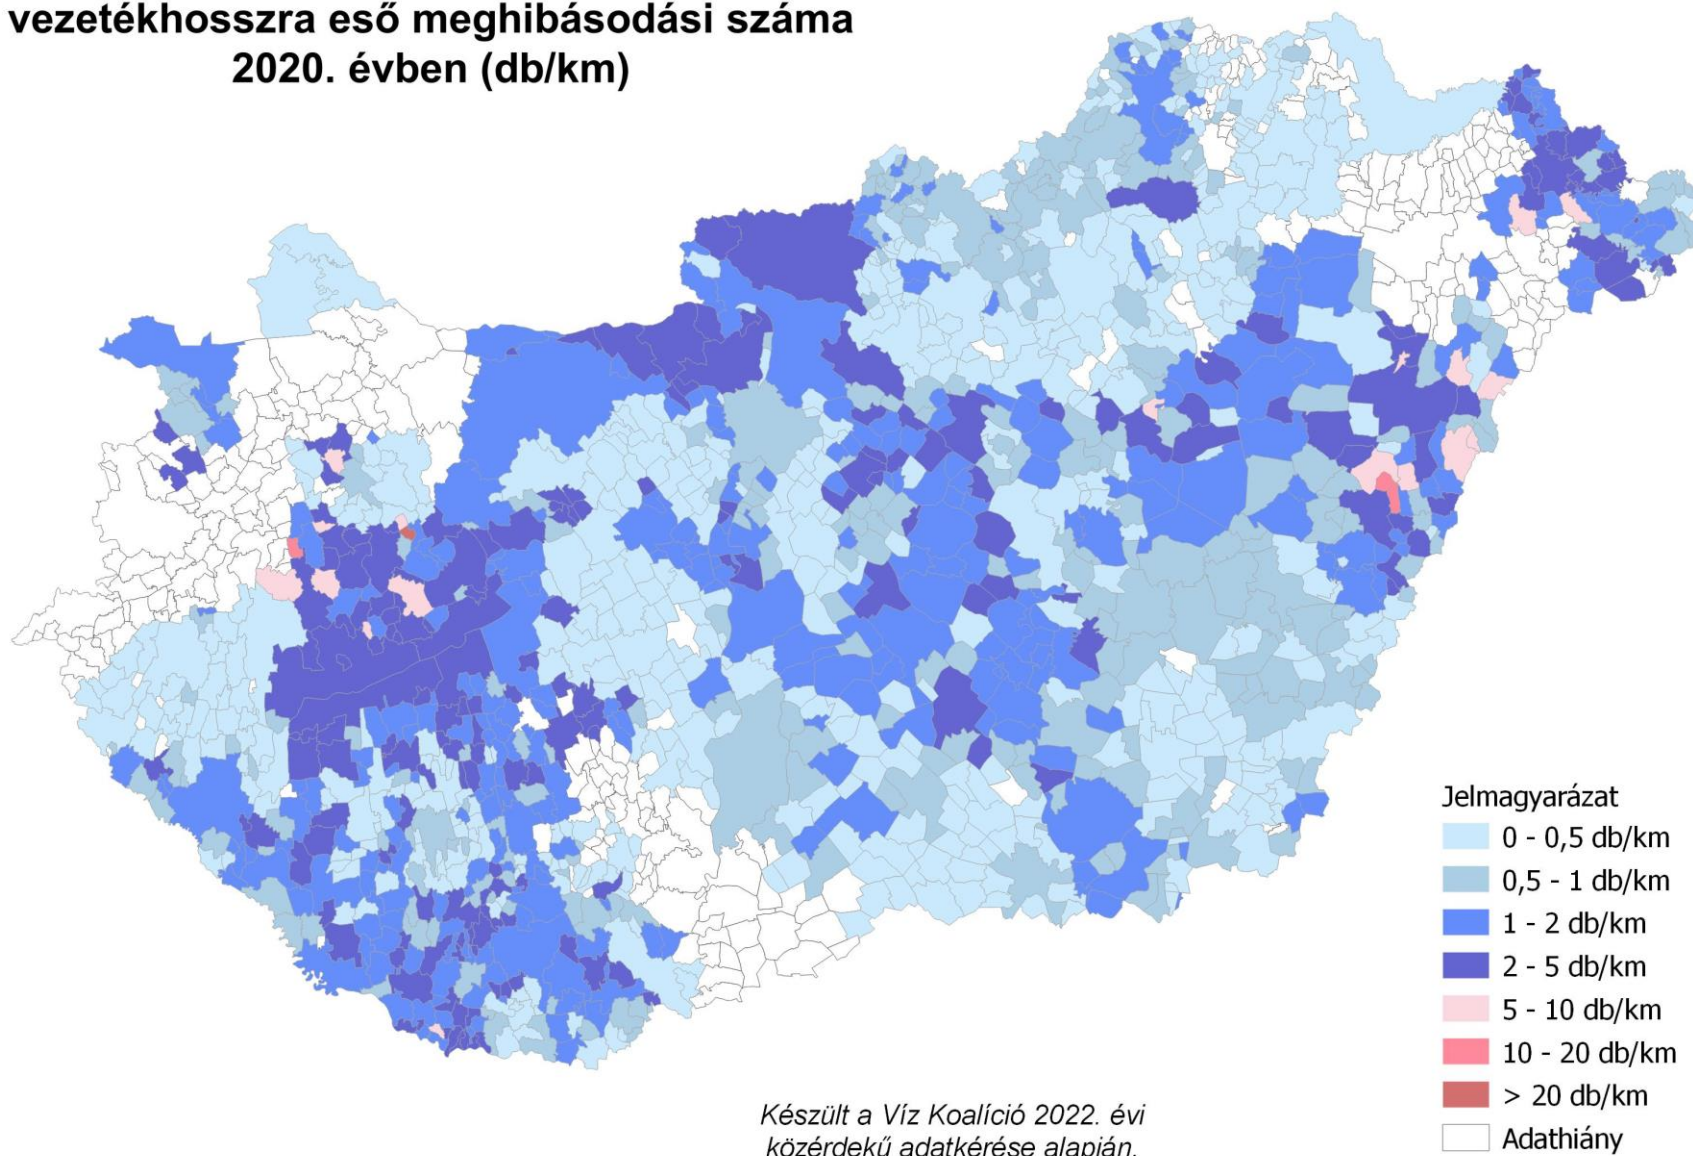 vezetékhosszra eső meghibásodási száma
2020. évben (db/km)
Jelmagyarázat
0 - 0,5 db/km
0,5 - 1 db/km
1 - 2 db/km
2 - 5 db/km
5 - 10 db/km
10 - 20 db/km
> 20 db/km
Adathiány
Készült a Víz Koalíció 2022. évi
közérdekű adatkérése alapján.